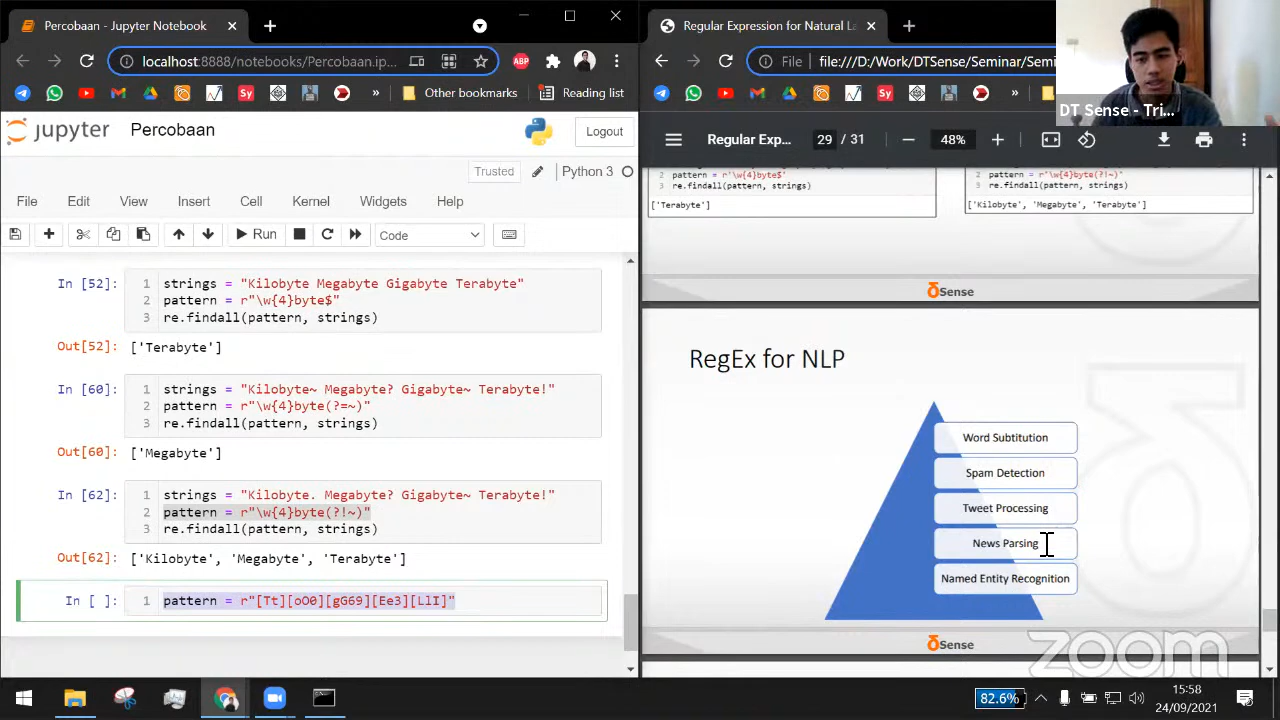 Percobaan - Jupyter Notebook
localhost:8888/notebooks/Percobaan.ip...
ABP
Sy
Other bookmarks
Reading list
jupyter
Percobaan
Logout
Trusted
Python 3
File Edit View Insert Cell Kernel Widgets Help
Run
Code
In [52]:
1 strings = "Kilobyte Megabyte Gigabyte Terabyte"
2 pattern = r"\w{4}byte$"
3 re.findall(pattern, strings)
Out[52]: ['Terabyte']
In [60]:
1 strings = "Kilobyte~ Megabyte? Gigabyte~ Terabyte!"
2 pattern = r"\w{4}byte(?=~)"
3 re.findall(pattern, strings)
Out[60]: ['Megabyte']
In [62]:
1 strings = "Kilobyte. Megabyte? Gigabyte~ Terabyte!"
2 pattern = r"\w{4}byte(?!~)"
3 re.findall(pattern, strings)
Out[62]: ['Kilobyte', 'Megabyte', 'Terabyte']
In [ ]: 1 pattern = r"[Tt][oO0][gG69][Ee3][LlI]"
Regular Expression for Natural La
File
file:///D:/Work/DTSense/Seminar/Semi
Sy
DT Sense - Tri...
Regular Exp...
29 / 31
48%
2 pattern = r'\w{4}byte$'
3 re.findall(pattern, strings)
['Terabyte']
2 pattern = r'\w{4}byte(?!~)'
3 re.findall(pattern, strings)
['Kilobyte', 'Megabyte', 'Terabyte']
Sense
RegEx for NLP
Word Subtitution
Spam Detection
Tweet Processing
News Parsing
Named Entity Recognition
Sense
zoom
82.6%
15:58
24/09/2021